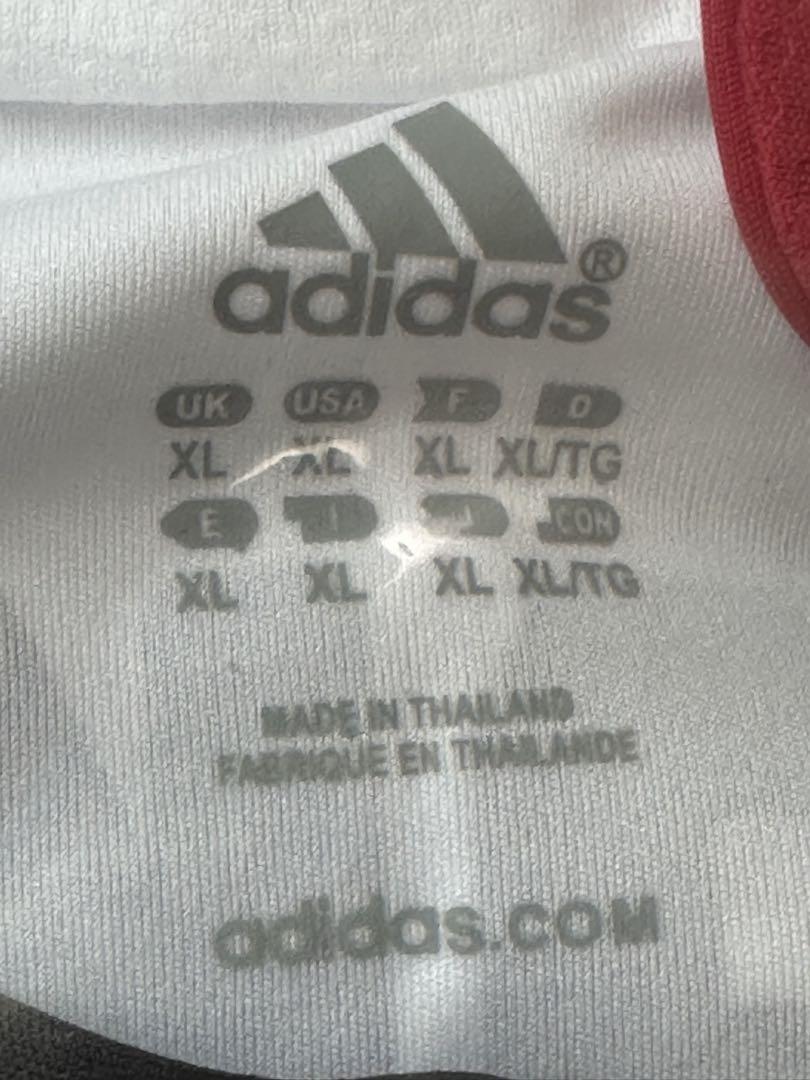 adidas®
UK USA F D
XL XL XL XL/TG
E I J CON
XL XL XL XL/TG
MADE IN THAILAND
FABRIQUE EN THAILANDE
adidas.COM